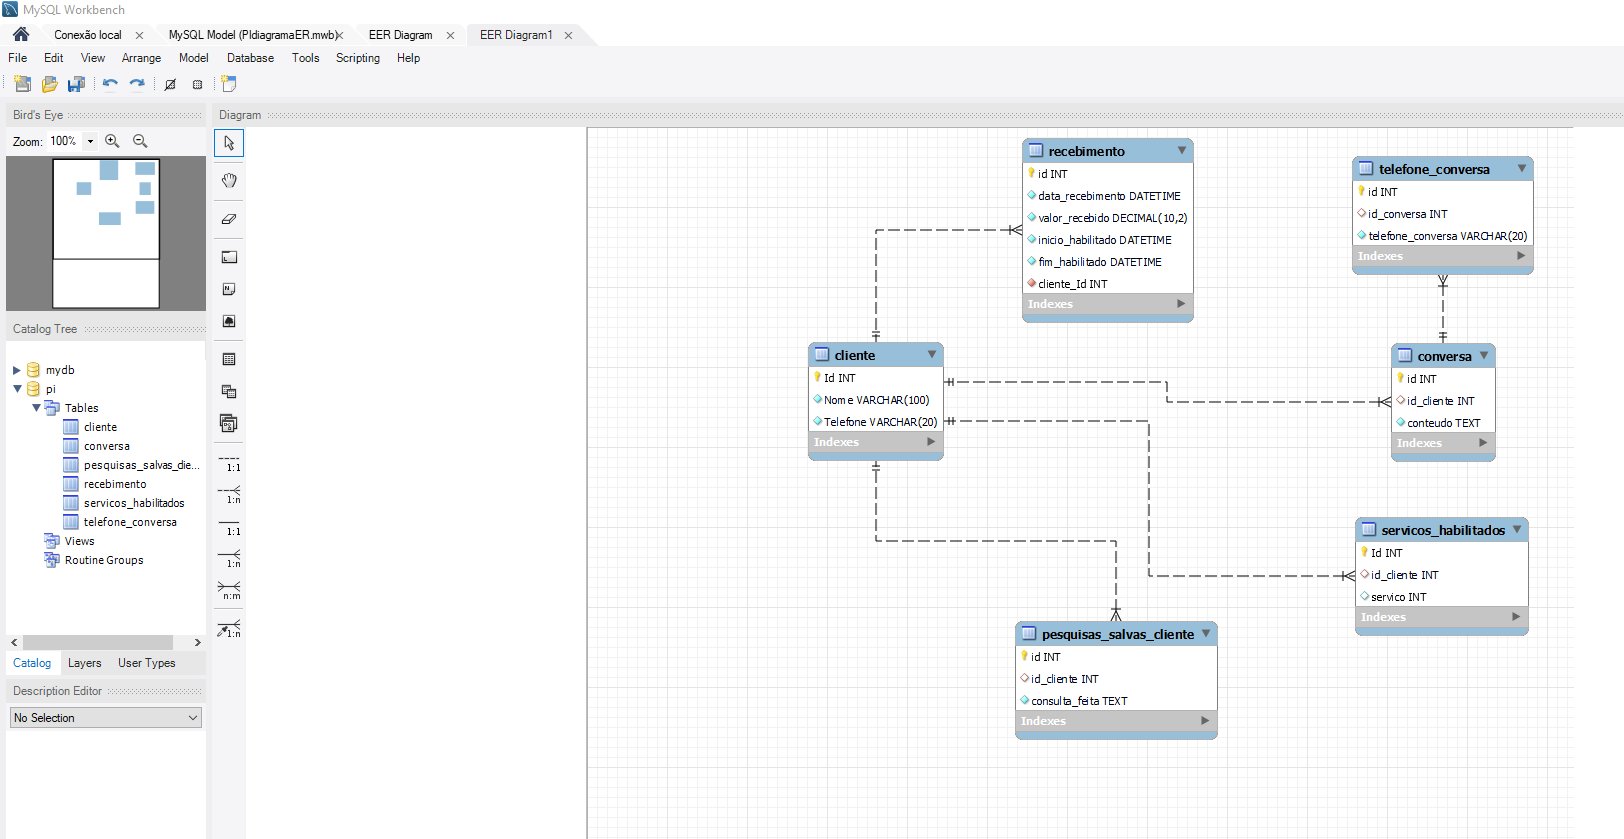 MySQL Workbench
Conexão local
MySQL Model (PIdiagramaER.mwb)
EER Diagram
EER Diagram1
File Edit View Arrange Model Database Tools Scripting Help
Bird's Eye
Zoom: 100%
Catalog Tree
mydb
pi
Tables
cliente
conversa
pesquisas_salvas_clie...
recebimento
servicos_habilitados
telefone_conversa
Views
Routine Groups
Catalog Layers User Types
Description Editor
No Selection
1:1
1:n
1:1
1:n
n:m
1:n
Diagram
recebimento
id INT
data_recebimento DATETIME
valor_recebido DECIMAL(10,2)
inicio_habilitado DATETIME
fim_habilitado DATETIME
cliente_Id INT
Indexes
telefone_conversa
id INT
id_conversa INT
telefone_conversa VARCHAR(20)
Indexes
cliente
Id INT
Nome VARCHAR(100)
Telefone VARCHAR(20)
Indexes
conversa
id INT
id_cliente INT
conteudo TEXT
Indexes
servicos_habilitados
Id INT
id_cliente INT
servico INT
Indexes
pesquisas_salvas_cliente
id INT
id_cliente INT
consulta_feita TEXT
Indexes